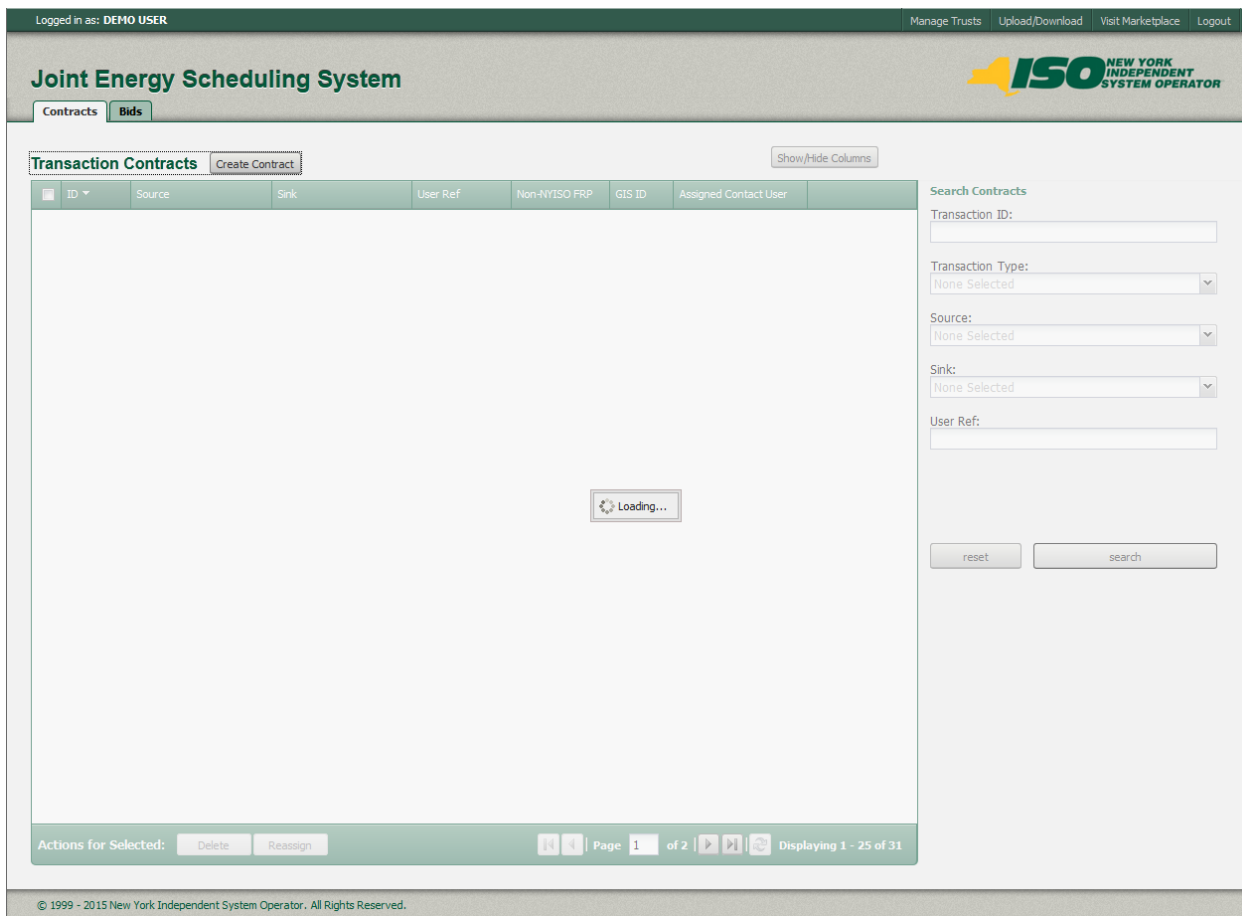 Logged in as: DEMO USER Manage Trusts Upload/Download Visit Marketplace Logout
Joint Energy Scheduling System
ISO NEW YORK INDEPENDENT SYSTEM OPERATOR
Contracts Bids
Transaction Contracts Create Contract Show/Hide Columns
ID Source Sink User Ref Non-NYISO FRP GIS ID Assigned Contact User
Search Contracts
Transaction ID:
Transaction Type:
None Selected
Source:
None Selected
Sink:
None Selected
User Ref:
Loading...
reset search
Actions for Selected: Delete Reassign Page 1 of 2 Displaying 1 - 25 of 31
© 1999 - 2015 New York Independent System Operator. All Rights Reserved.